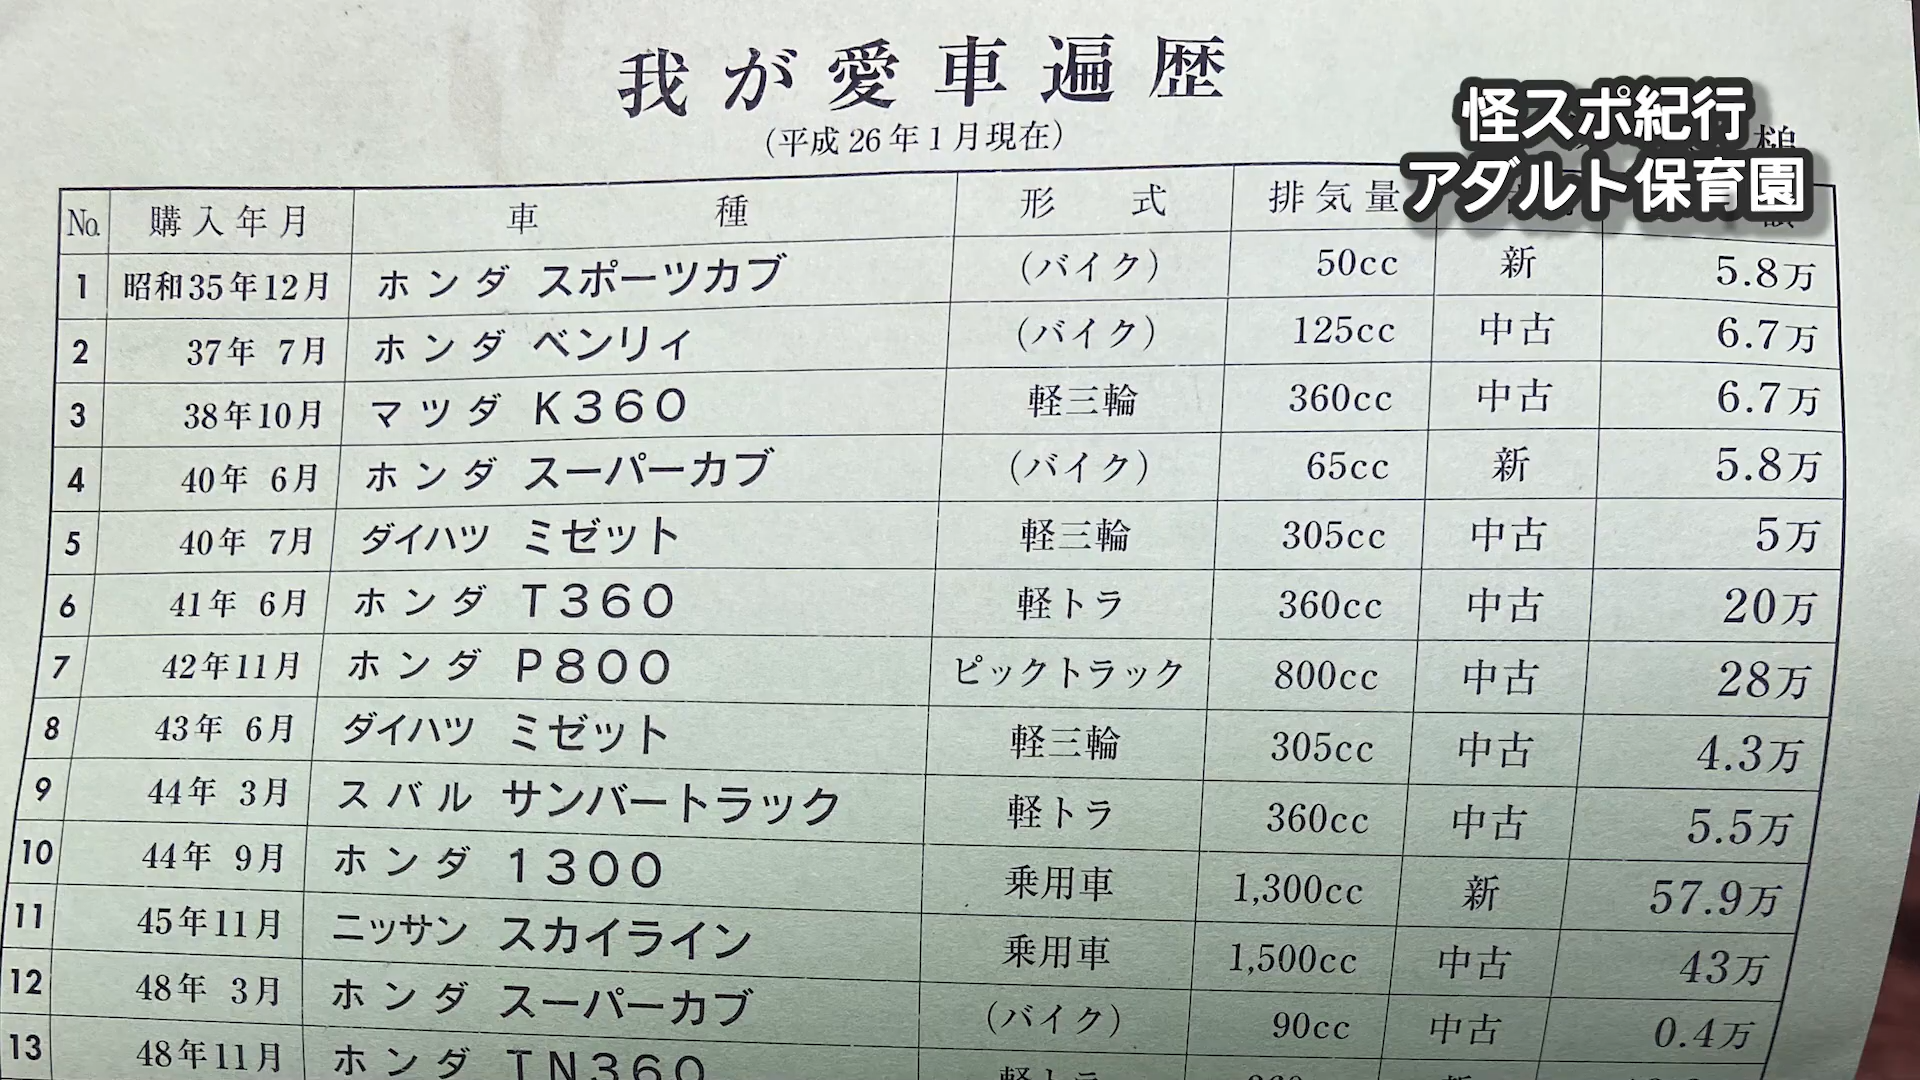 我が愛車遍歴
(平成26年1月現在)
怪スポ紀行
アダルト保育園
槌
No. 購入年月 車種 形式 排気量
1 昭和35年12月 ホンダ スポーツカブ (バイク) 50cc 新 5.8万
2 37年 7月 ホンダ ベンリィ (バイク) 125cc 中古 6.7万
3 38年10月 マツダ K360 軽三輪 360cc 中古 6.7万
4 40年 6月 ホンダ スーパーカブ (バイク) 65cc 新 5.8万
5 40年 7月 ダイハツ ミゼット 軽三輪 305cc 中古 5万
6 41年 6月 ホンダ T360 軽トラ 360cc 中古 20万
7 42年11月 ホンダ P800 ピックトラック 800cc 中古 28万
8 43年 6月 ダイハツ ミゼット 軽三輪 305cc 中古 4.3万
9 44年 3月 スバル サンバートラック 軽トラ 360cc 中古 5.5万
10 44年 9月 ホンダ 1300 乗用車 1,300cc 新 57.9万
11 45年11月 ニッサン スカイライン 乗用車 1,500cc 中古 43万
12 48年 3月 ホンダ スーパーカブ (バイク) 90cc 中古 0.4万
13 48年11月 ホンダ TN360 軽トラ